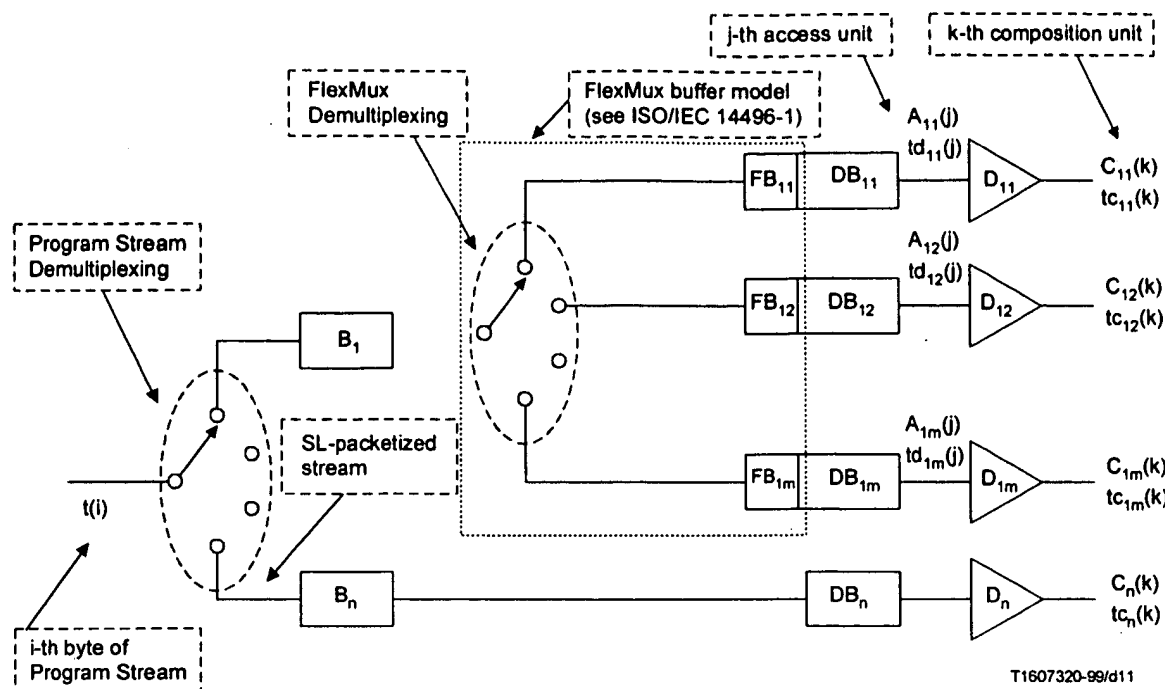 j-th access unit
k-th composition unit
FlexMux
Demultiplexing
FlexMux buffer model
(see ISO/IEC 14496-1)
A11(j)
td11(j)
FB11
DB11
D11
C11(k)
tc11(k)
Program Stream
Demultiplexing
A12(j)
td12(j)
FB12
DB12
D12
C12(k)
tc12(k)
B1
SL-packetized
stream
A1m(j)
td1m(j)
FB1m
DB1m
D1m
C1m(k)
tc1m(k)
t(i)
Bn
DBn
Dn
Cn(k)
tcn(k)
i-th byte of
Program Stream
T1607320-99/d11